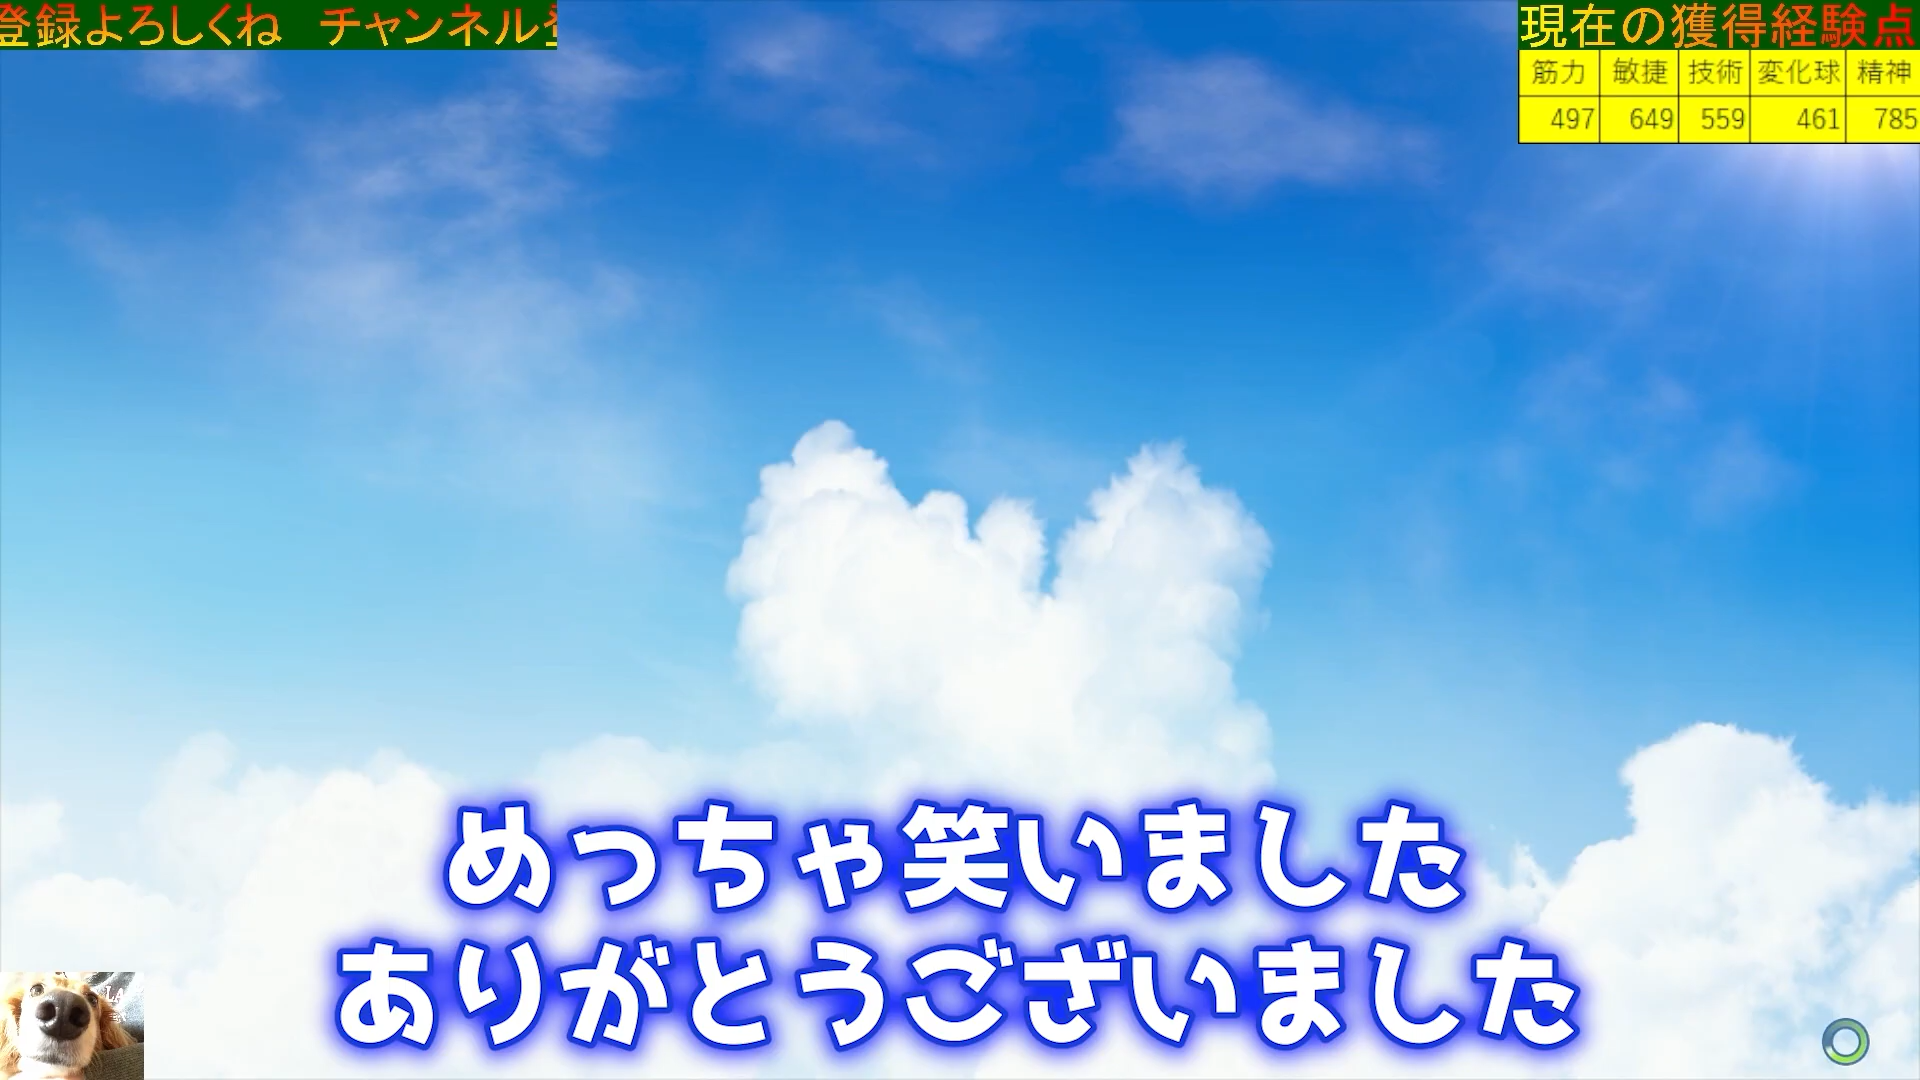 登録よろしくね　チャンネル
現在の獲得経験点
筋力 敏捷 技術 変化球 精神
497 649 559 461 785
めっちゃ笑いました
ありがとうございました